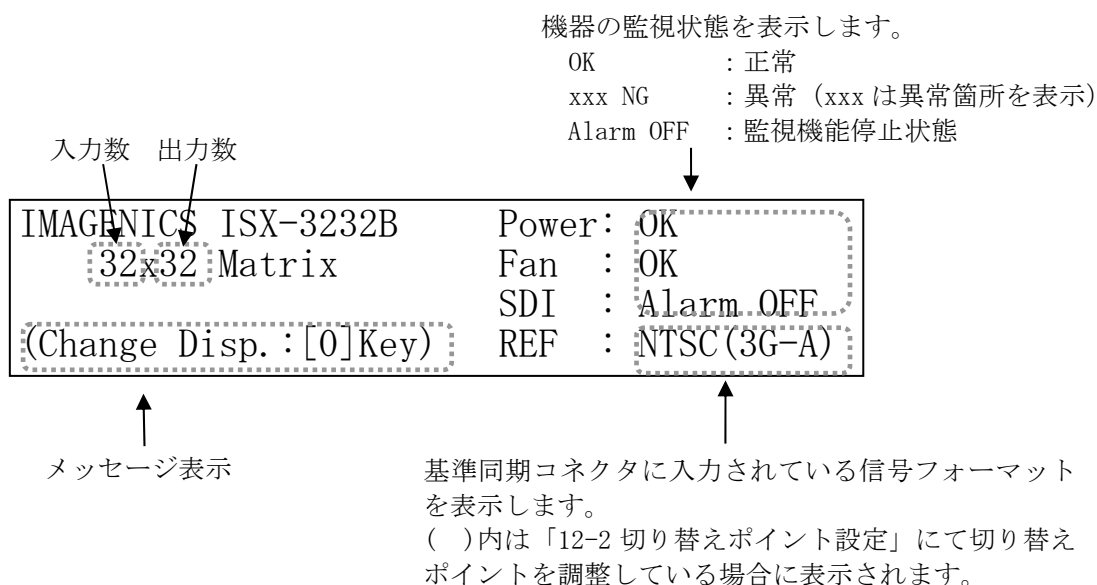 機器の監視状態を表示します。
OK : 正常
xxx NG : 異常 (xxx は異常箇所を表示)
Alarm OFF : 監視機能停止状態
入力数 出力数
IMAGENICS ISX-3232B Power: OK
32x32 Matrix Fan : OK
SDI : Alarm OFF
(Change Disp.:[0]Key) REF : NTSC(3G-A)
メッセージ表示
基準同期コネクタに入力されている信号フォーマット
を表示します。
( )内は「12-2 切り替えポイント設定」にて切り替え
ポイントを調整している場合に表示されます。